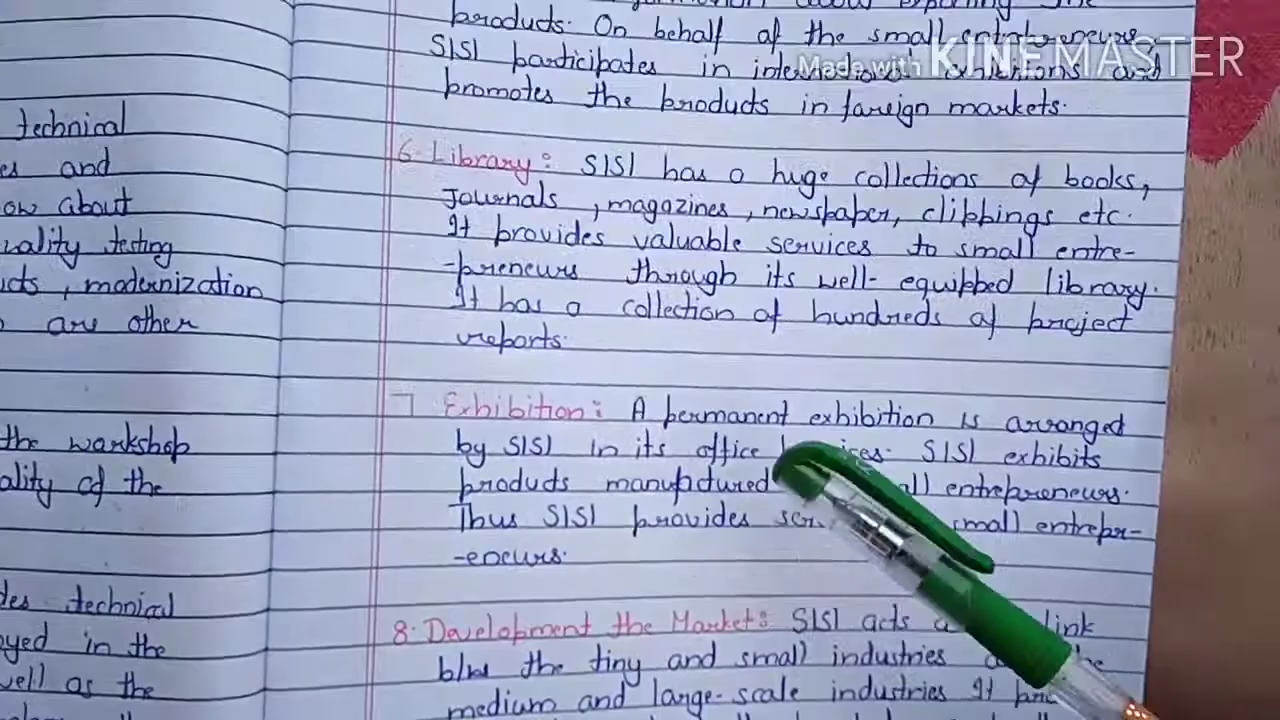 products. On behalf of the small entrepreneurs,
SISI participates in international exhibitions and
promotes the products in foreign markets.
Made with KINEMASTER
technical
es and
ow about
uality testing
ucts, modernization
are other
6. Library: SISI has a huge collections of books,
Journals, magazines, newspaper, clippings etc.
It provides valuable services to small entre-
-preneurs through its well-equipped library.
It has a collection of hundreds of project
reports.
the workshop
ality of the
7 Exhibition: A permanent exhibition is arranged
by SISI in its office SISI exhibits
products manufactured entrepreneurs.
Thus SISI provides small entrepr-
-eneurs.
des technical
oyed in the
well as the
8. Development the Market: SISI acts link
b/w the tiny and small industries
medium and large-scale industries It